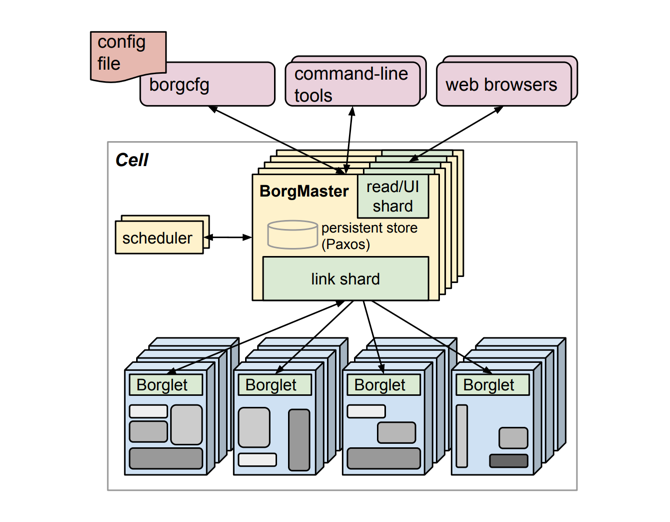 config
file
borgcfg
command-line
tools
web browsers
Cell
BorgMaster
read/UI
shard
persistent store
(Paxos)
scheduler
link shard
Borglet
Borglet
Borglet
Borglet